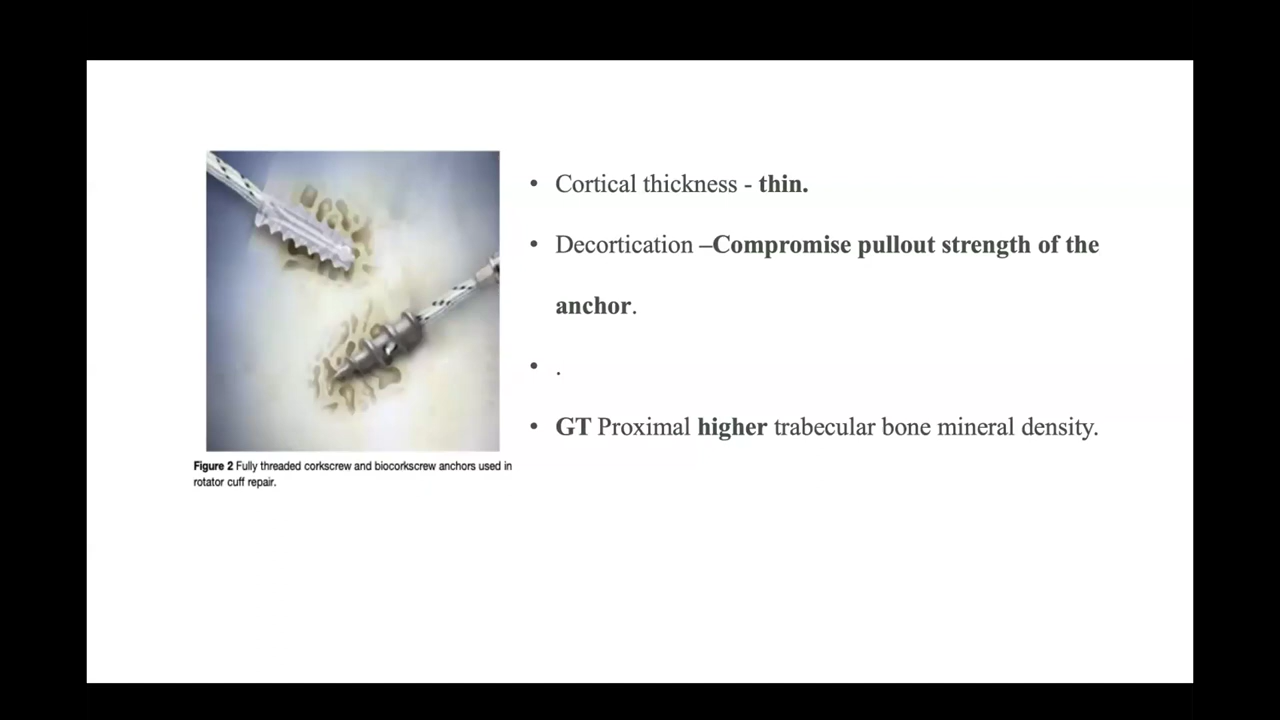 • Cortical thickness - thin.
• Decortication –Compromise pullout strength of the
anchor.
• .
• GT Proximal higher trabecular bone mineral density.
Figure 2 Fully threaded corkscrew and biocorkscrew anchors used in
rotator cuff repair.